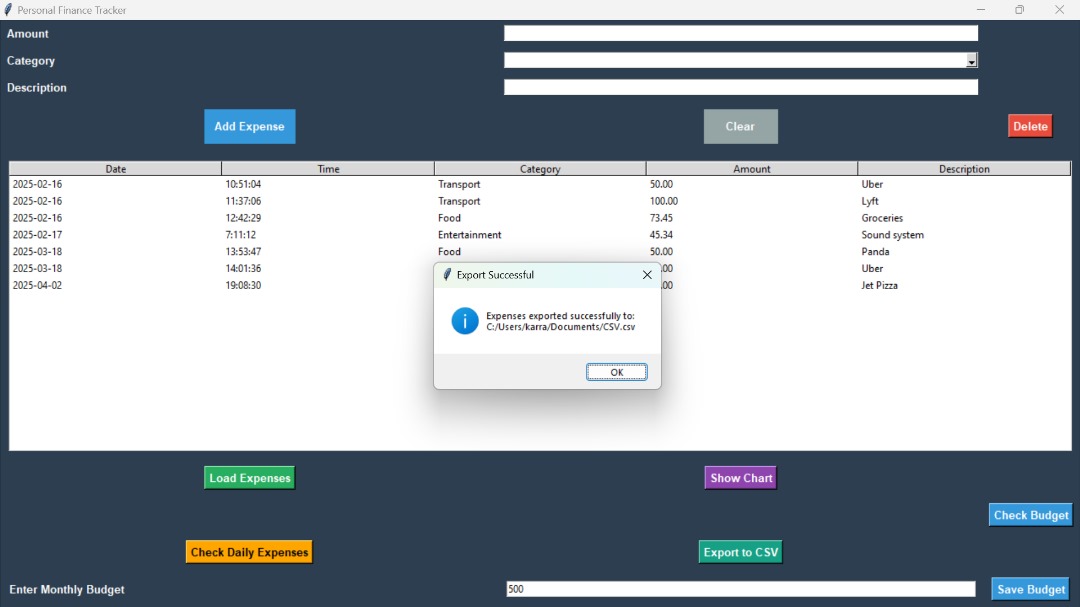 Personal Finance Tracker
Amount
Category
Description
Add Expense Clear Delete
Date Time Category Amount Description
2025-02-16 10:51:04 Transport 50.00 Uber
2025-02-16 11:37:06 Transport 100.00 Lyft
2025-02-16 12:42:29 Food 73.45 Groceries
2025-02-17 7:11:12 Entertainment 45.34 Sound system
2025-03-18 13:53:47 Food 50.00 Panda
2025-03-18 14:01:36 .00 Uber
2025-04-02 19:08:30 .00 Jet Pizza
Export Successful
Expenses exported successfully to:
C:/Users/karra/Documents/CSV.csv
OK
Load Expenses Show Chart
Check Budget
Check Daily Expenses Export to CSV
Enter Monthly Budget 500 Save Budget